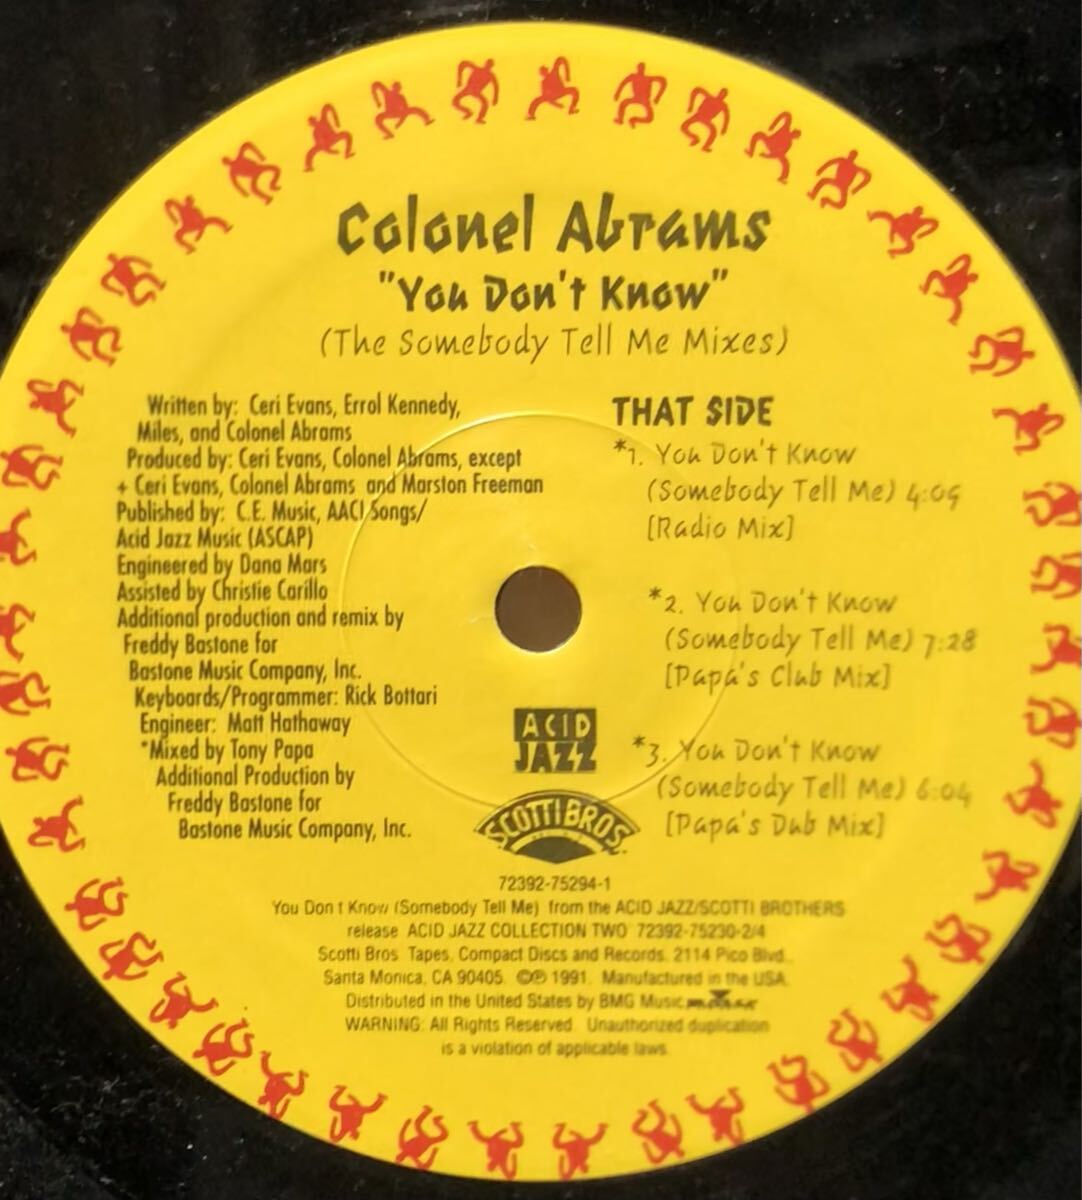 Colonel Abrams
"You Don't Know"
(The Somebody Tell Me Mixes)
Written by: Ceri Evans, Errol Kennedy,
Miles, and Colonel Abrams
Produced by: Ceri Evans, Colonel Abrams, except
+ Ceri Evans, Colonel Abrams and Marston Freeman
Published by: C.E. Music, AACI Songs/
Acid Jazz Music (ASCAP)
Engineered by Dana Mars
Assisted by Christie Carillo
Additional production and remix by
Freddy Bastone for
Bastone Music Company, Inc.
Keyboards/Programmer: Rick Bottari
Engineer: Matt Hathaway
*Mixed by Tony Papa
Additional Production by
Freddy Bastone for
Bastone Music Company, Inc.
THAT SIDE
*1. You Don't Know
(Somebody Tell Me) 4:09
[Radio Mix]
*2. You Don't Know
(Somebody Tell Me) 7:28
[Papa's Club Mix]
*3. You Don't Know
(Somebody Tell Me) 6:04
[Papa's Dub Mix]
ACID
JAZZ
SCOTTI BROS.
72392-75294-1
You Don t Know (Somebody Tell Me) from the ACID JAZZ/SCOTTI BROTHERS
release ACID JAZZ COLLECTION TWO 72392-75230-2/4
Scotti Bros. Tapes, Compact Discs and Records, 2114 Pico Blvd.,
Santa Monica, CA 90405. ©℗ 1991. Manufactured in the USA.
Distributed in the United States by BMG Music
WARNING: All Rights Reserved. Unauthorized duplication
is a violation of applicable laws.